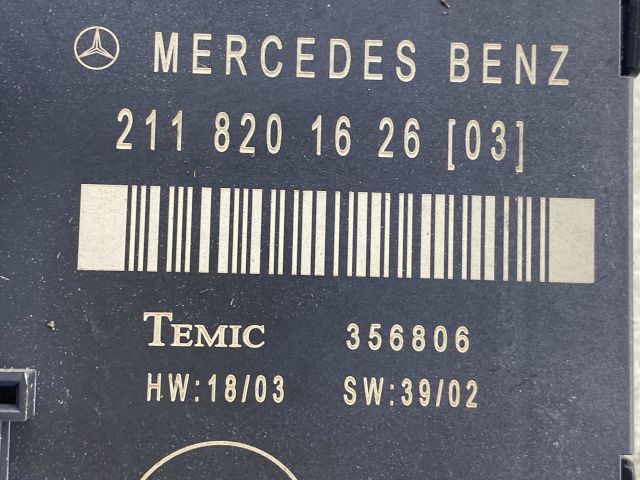 MERCEDES BENZ
211 820 16 26 [03]
TEMIC 356806
HW:18/03 SW:39/02